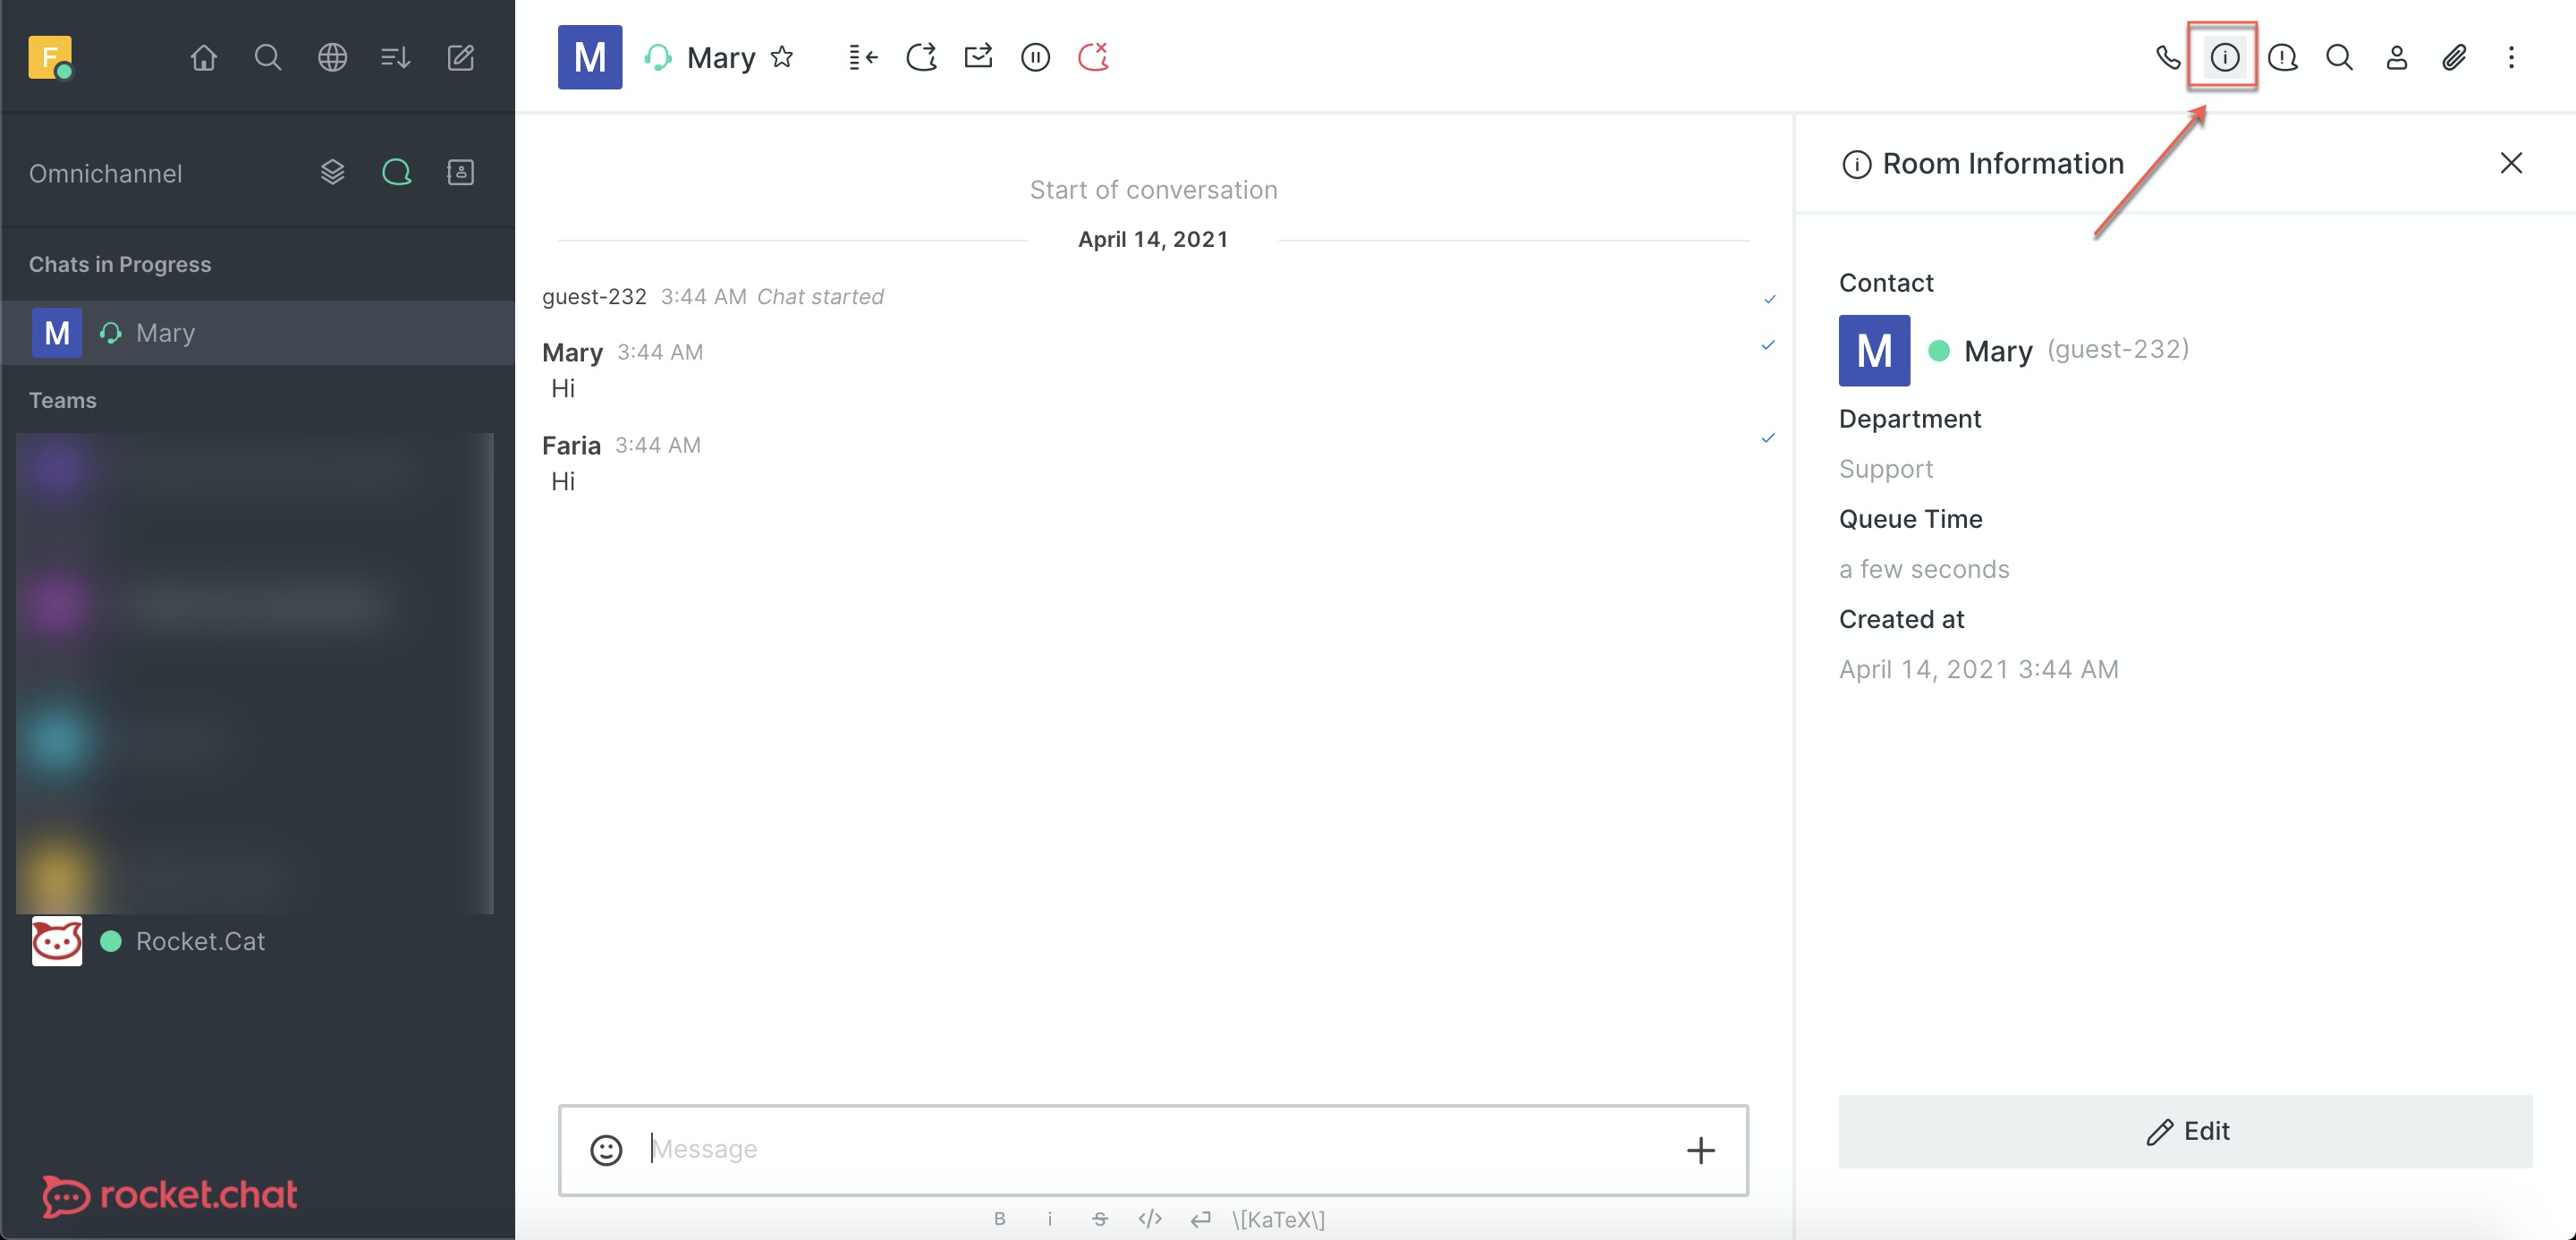 F
Omnichannel
Chats in Progress
M Mary
Teams
Rocket.Cat
rocket.chat
M Mary
Start of conversation
April 14, 2021
guest-232 3:44 AM Chat started
Mary 3:44 AM
Hi
Faria 3:44 AM
Hi
Message
B i S </> \[KaTeX\]
Room Information
Contact
M Mary (guest-232)
Department
Support
Queue Time
a few seconds
Created at
April 14, 2021 3:44 AM
Edit